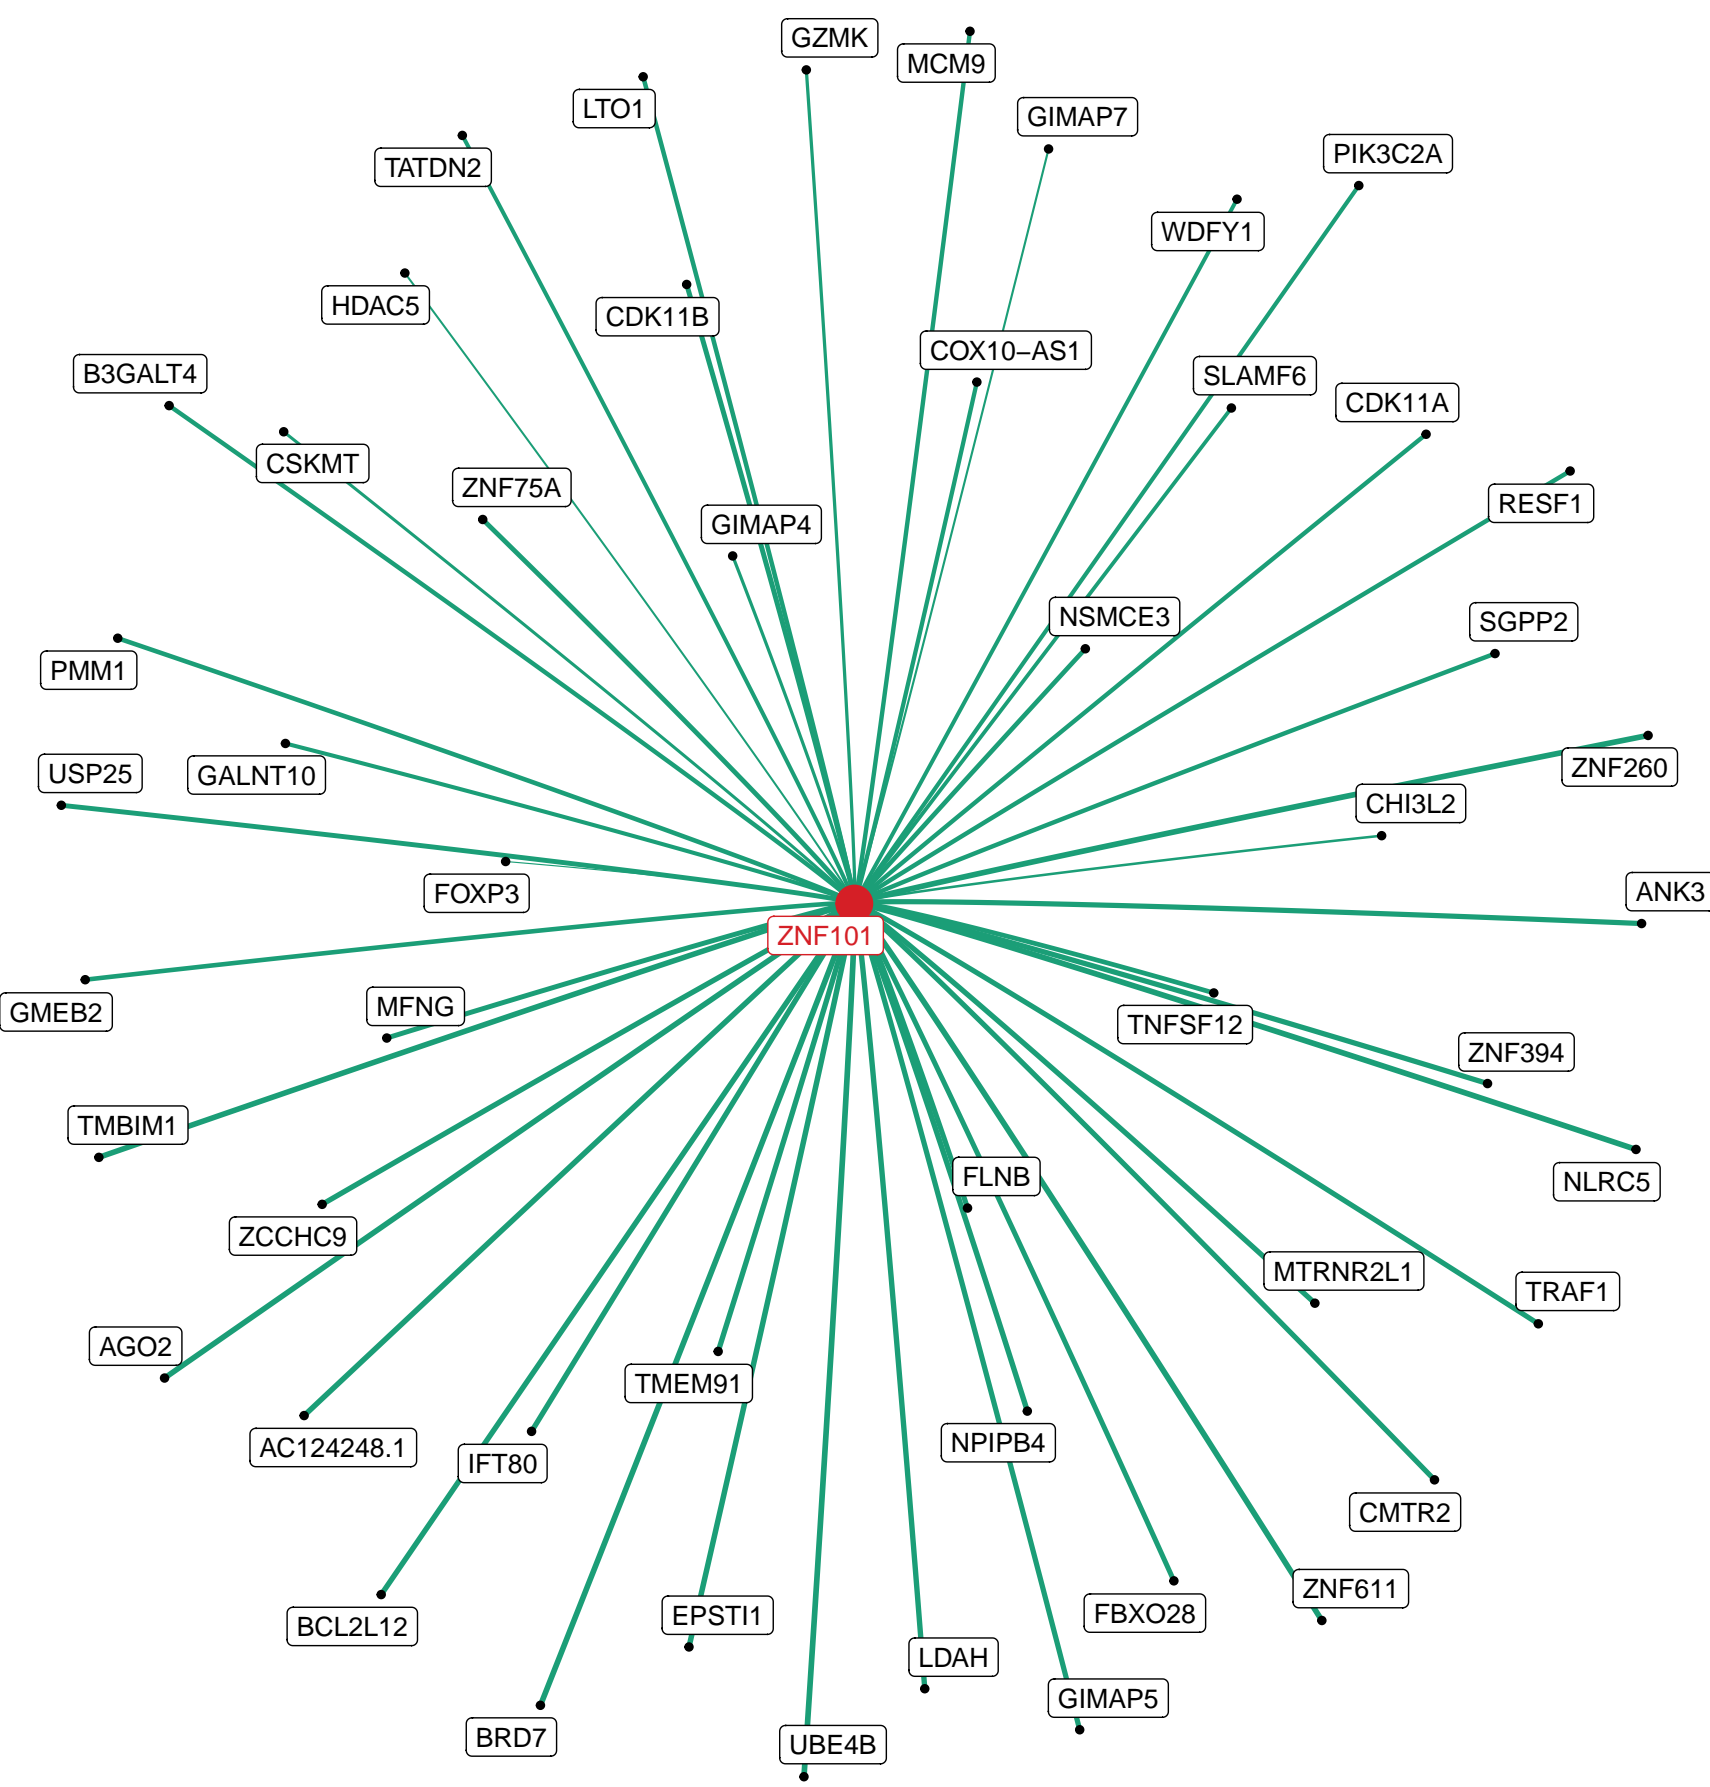 GZMK
MCM9
LTO1
GIMAP7
PIK3C2A
TATDN2
WDFY1
HDAC5
CDK11B
COX10−AS1
B3GALT4
SLAMF6
CDK11A
CSKMT
ZNF75A
RESF1
GIMAP4
NSMCE3
SGPP2
PMM1
USP25
GALNT10
ZNF260
CHI3L2
FOXP3
ANK3
ZNF101
GMEB2
MFNG
TNFSF12
ZNF394
TMBIM1
FLNB
NLRC5
ZCCHC9
MTRNR2L1
TRAF1
AGO2
TMEM91
AC124248.1
IFT80
NPIPB4
CMTR2
ZNF611
BCL2L12
EPSTI1
FBXO28
LDAH
GIMAP5
BRD7
UBE4B